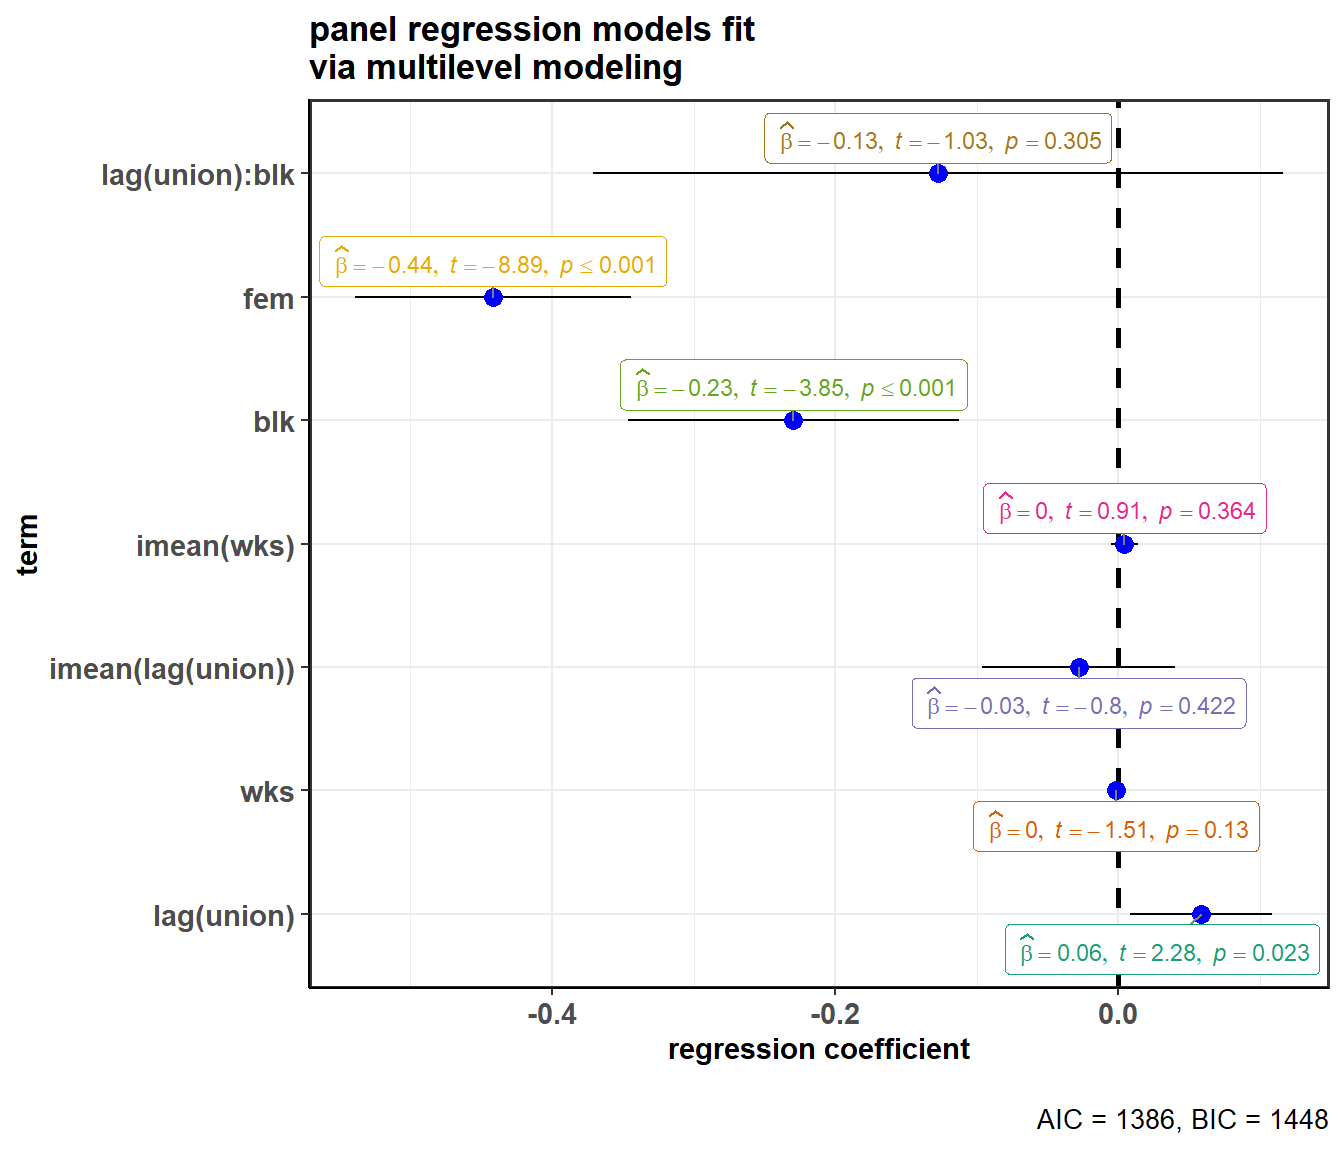 panel regression models fit
via multilevel modeling
term
lag(union):blk
β̂ = −0.13, t = −1.03, p = 0.305
fem
β̂ = −0.44, t = −8.89, p ≤ 0.001
blk
β̂ = −0.23, t = −3.85, p ≤ 0.001
imean(wks)
β̂ = 0, t = 0.91, p = 0.364
imean(lag(union))
β̂ = −0.03, t = −0.8, p = 0.422
wks
β̂ = 0, t = −1.51, p = 0.13
lag(union)
β̂ = 0.06, t = 2.28, p = 0.023
-0.4 -0.2 0.0
regression coefficient
AIC = 1386, BIC = 1448